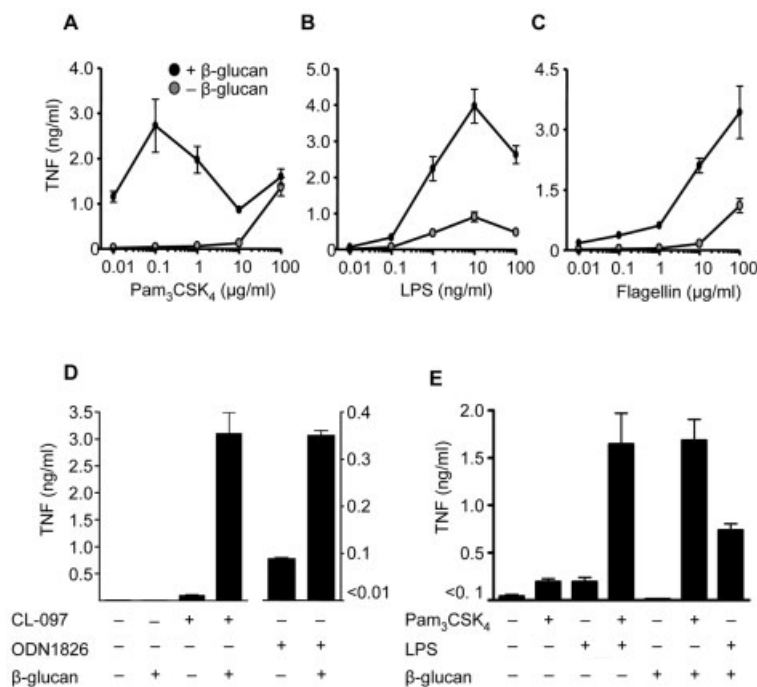 A B C
+ β-glucan
– β-glucan
TNF (ng/ml)
4.0
3.0
2.0
1.0
0
0.01 0.1 1 10 100
Pam₃CSK₄ (µg/ml)
5.0
4.0
3.0
2.0
1.0
0
0.01 0.1 1 10 100
LPS (ng/ml)
4.5
3.0
1.5
0
0.01 0.1 1 10 100
Flagellin (µg/ml)
D
TNF (ng/ml)
3.5
3.0
2.5
2.0
1.5
1.0
0.5
0.4
0.3
0.2
0.1
<0.01
CL-097 – – + +
ODN1826 + +
β-glucan – + – + – +
E
TNF (ng/ml)
2.0
1.5
1.0
0.5
<0. 1
Pam₃CSK₄ – + – + – + –
LPS – – + + – – +
β-glucan – – – – + + +